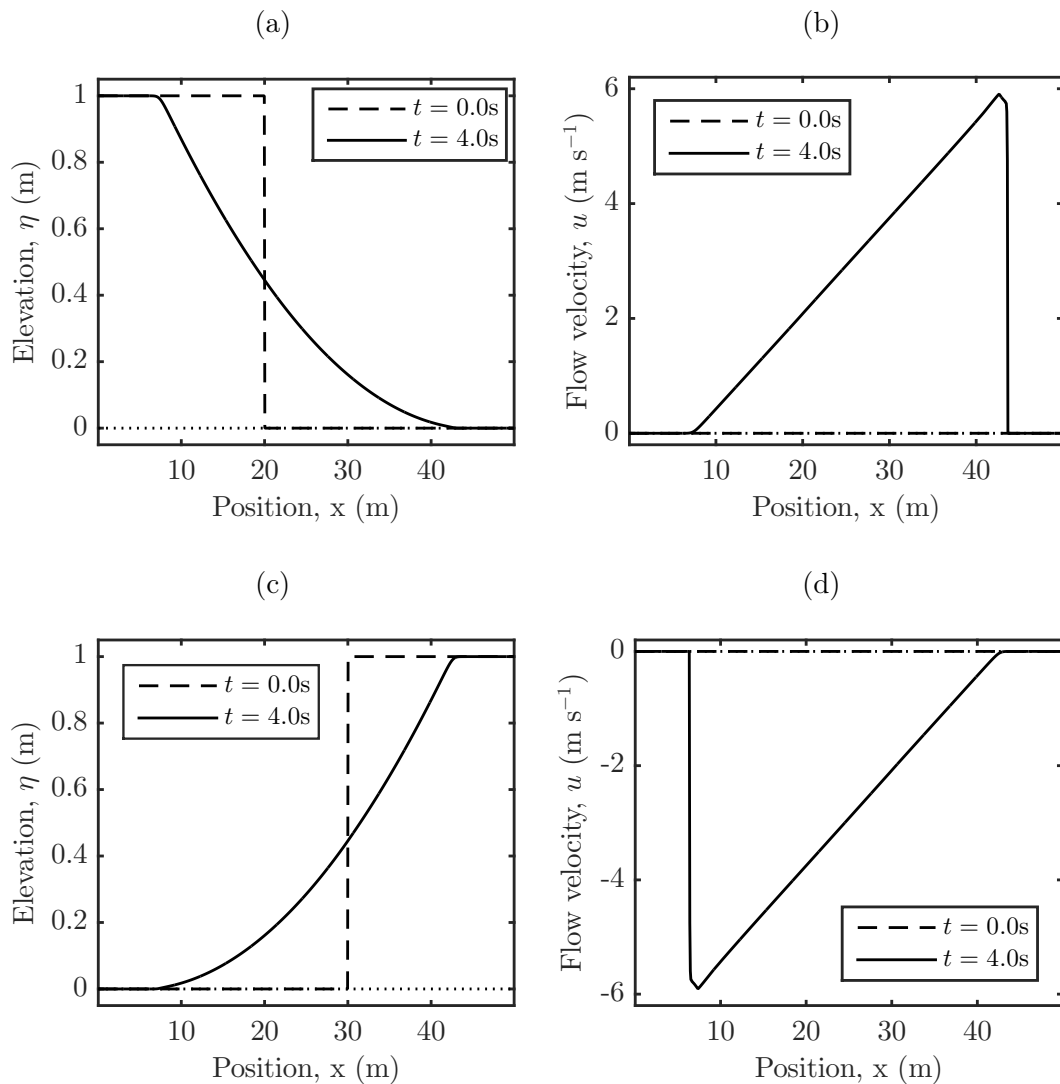 (a)
Elevation, η (m)
1
0.8
0.6
0.4
0.2
0
10
20
30
40
Position, x (m)
t = 0.0s
t = 4.0s
(b)
Flow velocity, u (m s⁻¹)
6
4
2
0
10
20
30
40
Position, x (m)
t = 0.0s
t = 4.0s
(c)
Elevation, η (m)
1
0.8
0.6
0.4
0.2
0
10
20
30
40
Position, x (m)
t = 0.0s
t = 4.0s
(d)
Flow velocity, u (m s⁻¹)
0
-2
-4
-6
10
20
30
40
Position, x (m)
t = 0.0s
t = 4.0s